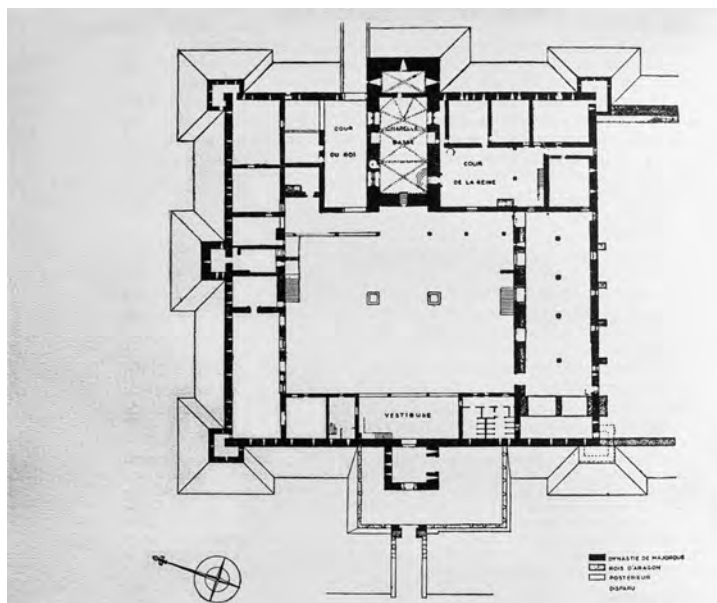 COUR
DU ROI
CHAPELLE
BASSE
COUR
DE LA REINE
VESTIBULE
DYNASTIE DE MAJORQUE
ROIS D'ARAGON
POSTERIEUR
DISPARU